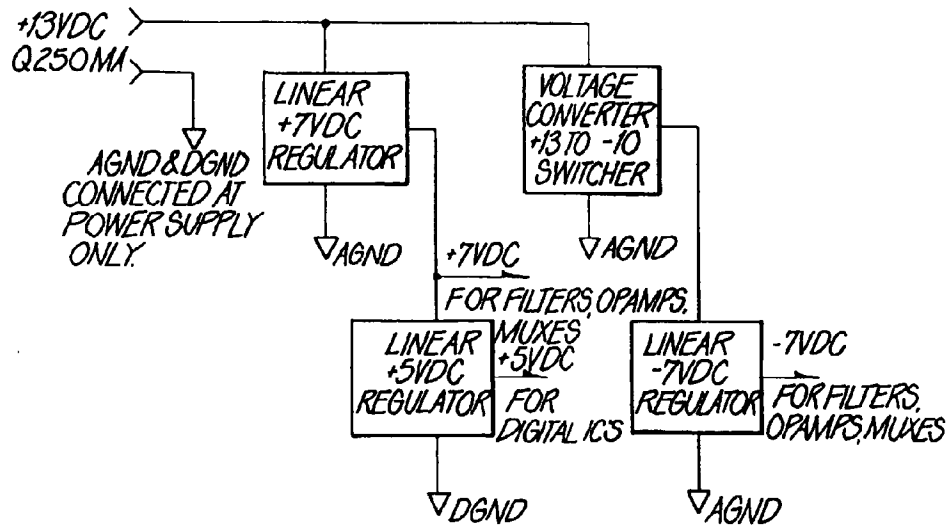 +13VDC
Q250MA
AGND & DGND
CONNECTED AT
POWER SUPPLY
ONLY.
LINEAR
+7VDC
REGULATOR
AGND
VOLTAGE
CONVERTER
+13 TO -10
SWITCHER
AGND
+7VDC
FOR FILTERS, OPAMPS,
MUXES
LINEAR
+5VDC
REGULATOR
+5VDC
FOR
DIGITAL IC'S
DGND
LINEAR
-7VDC
REGULATOR
-7VDC
FOR FILTERS,
OPAMPS, MUXES
AGND